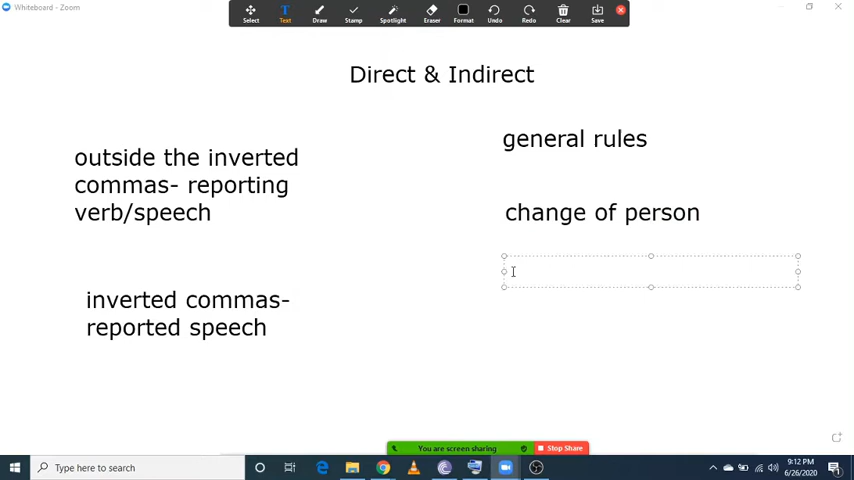 Whiteboard - Zoom
Select
Text
Draw
Stamp
Spotlight
Eraser
Format
Undo
Redo
Clear
Save
Direct & Indirect
outside the inverted
commas- reporting
verb/speech
inverted commas-
reported speech
general rules
change of person
You are screen sharing
Stop Share
Type here to search
9:12 PM
6/26/2020